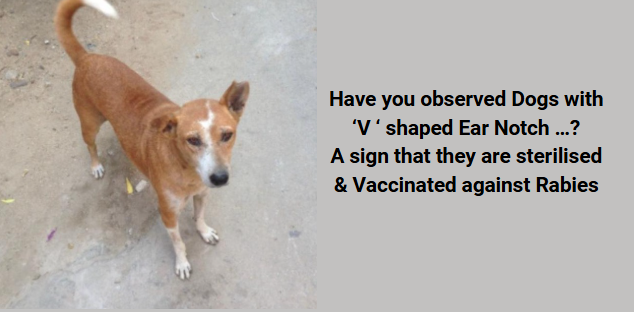 Have you observed Dogs with
‘V ‘ shaped Ear Notch ...?
A sign that they are sterilised
& Vaccinated against Rabies